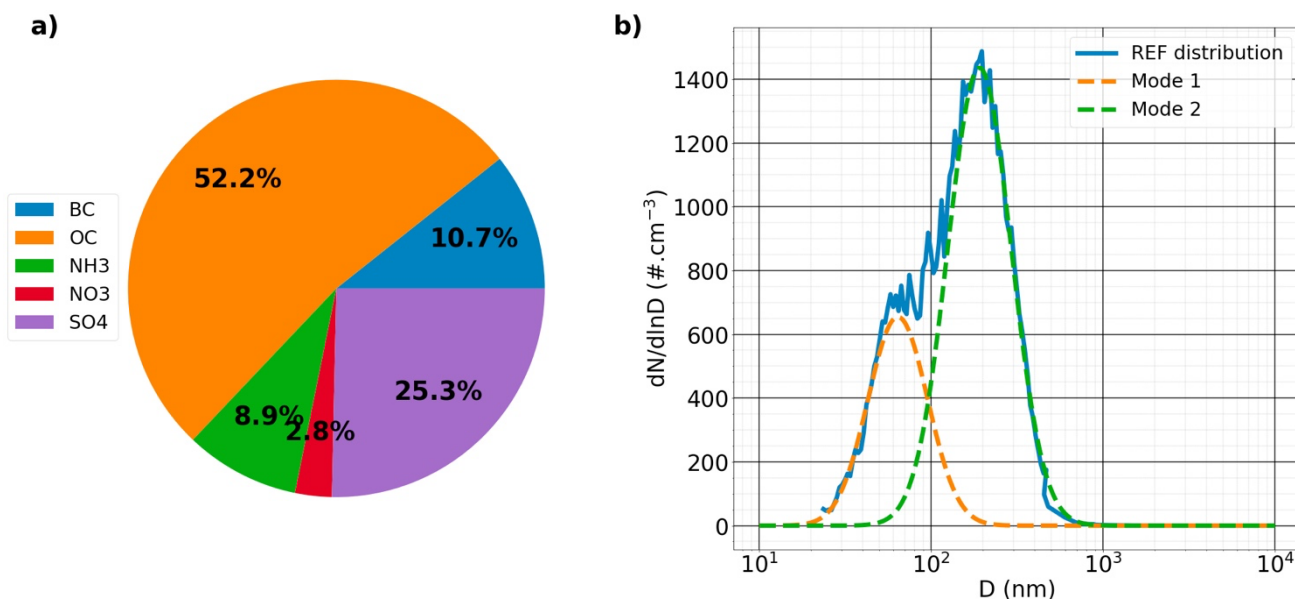 a)
52.2%
10.7%
BC
OC
NH3
NO3
SO4
8.9%
2.8%
25.3%
b)
REF distribution
Mode 1
Mode 2
dN/dlnD (#.cm⁻³)
1400
1200
1000
800
600
400
200
0
10¹
10²
10³
10⁴
D (nm)